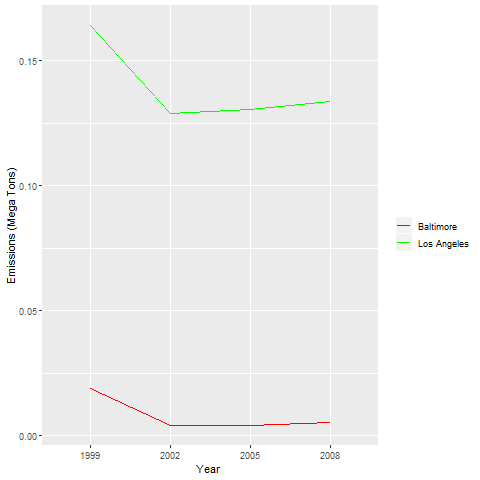 0.15
0.10
0.05
0.00
Emissions (Mega Tons)
1999 2002 2005 2008
Year
Baltimore
Los Angeles